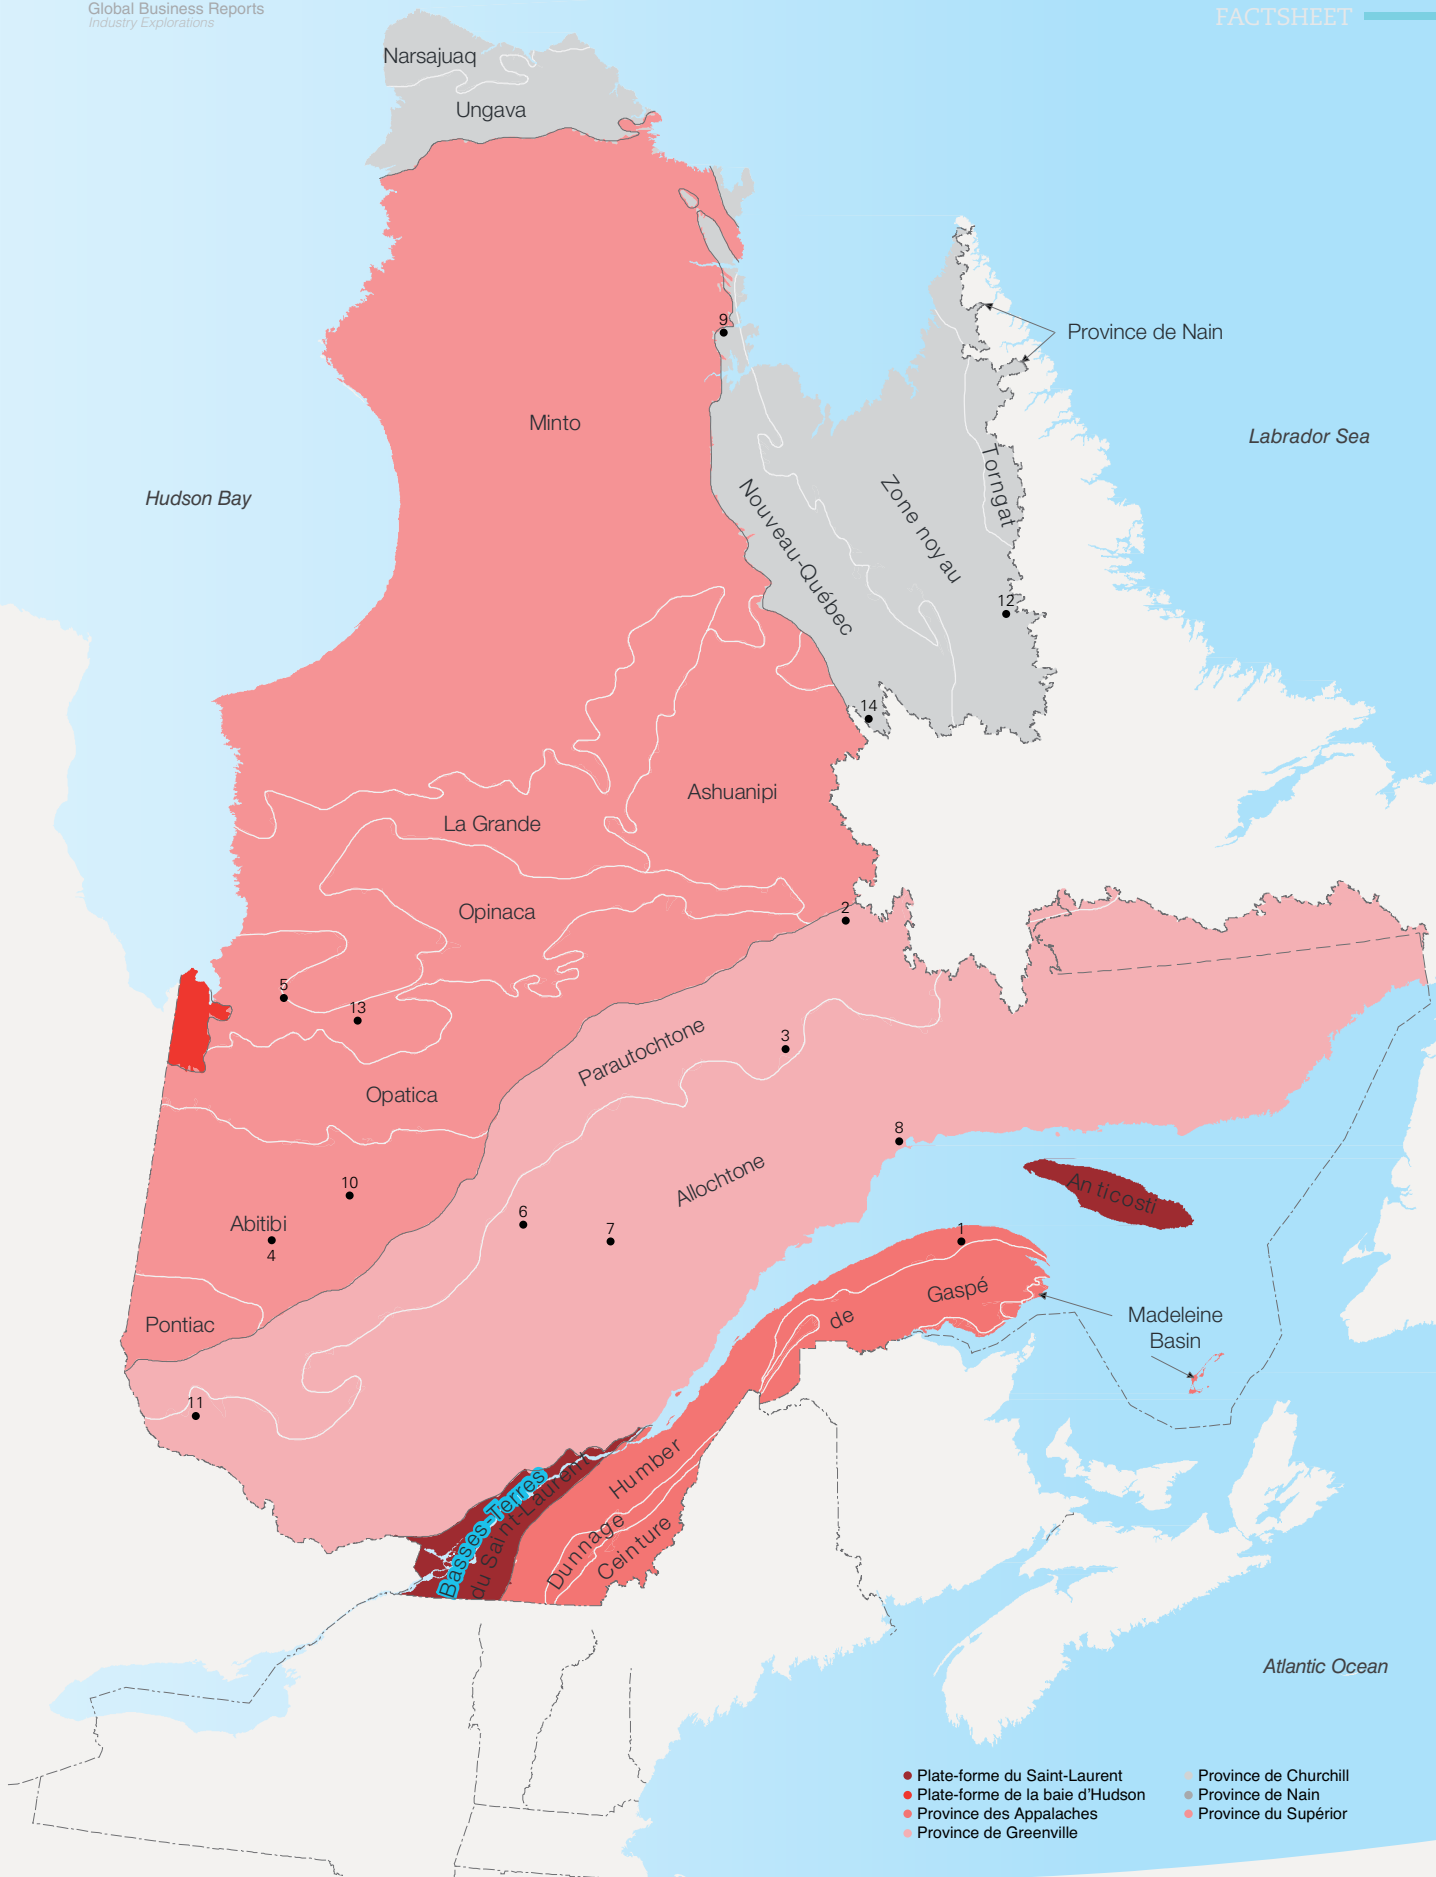 Global Business Reports
Industry Explorations
FACTSHEET
Narsajuaq
Ungava
9
Province de Nain
Minto
Labrador Sea
Hudson Bay
Torngat
Zone noyau
Nouveau-Québec
12
14
Ashuanipi
La Grande
Opinaca
2
5
13
3
Parautochtone
Opatica
8
Allochtone
10
Anticosti
6
7
Abitibi
4
1
Gaspé
de
Pontiac
Madeleine
Basin
11
Humber
Basses-Terres
du Saint-Laurent
Dunnage
Ceinture
Atlantic Ocean
Plate-forme du Saint-Laurent
Plate-forme de la baie d'Hudson
Province des Appalaches
Province de Greenville
Province de Churchill
Province de Nain
Province du Supérior